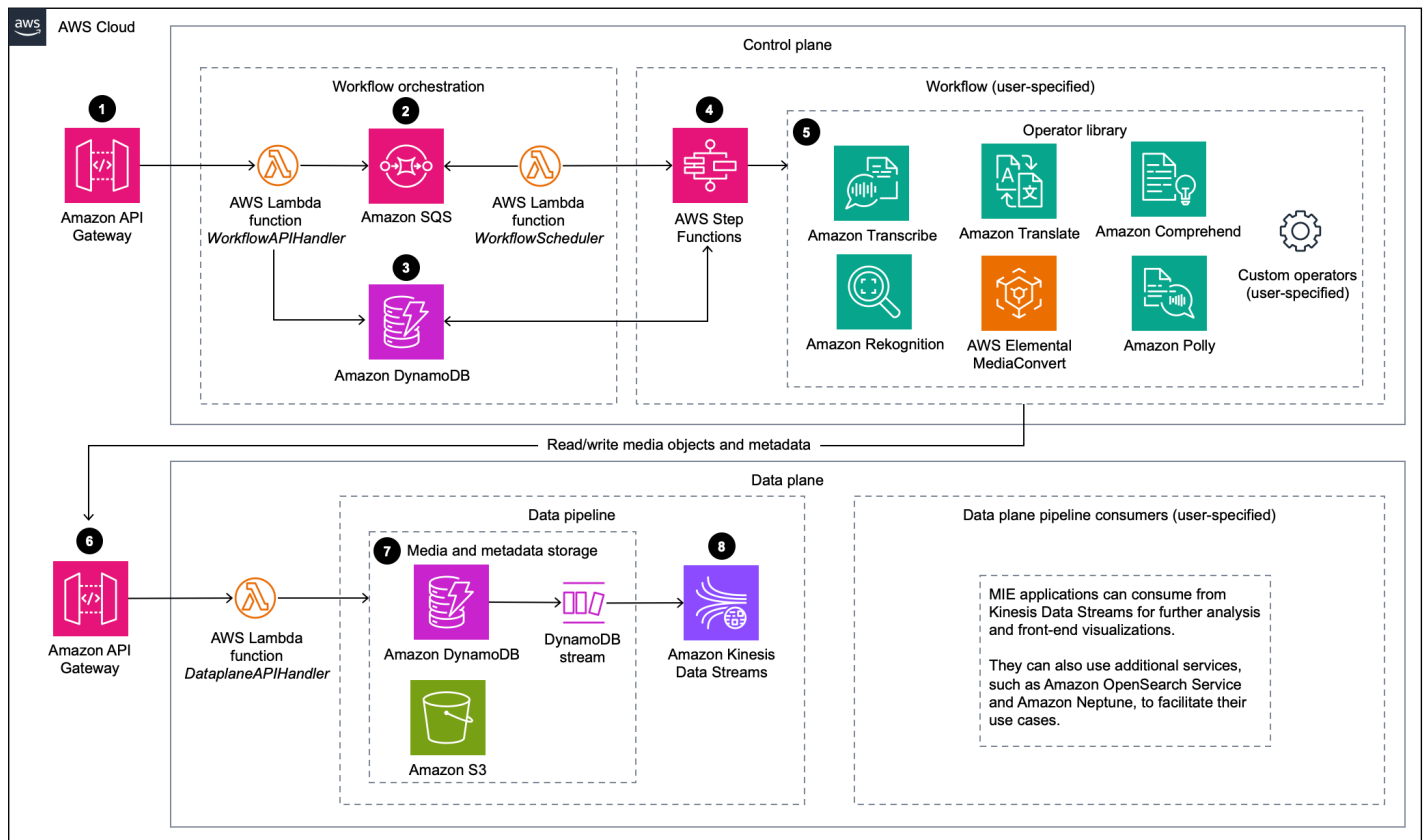 aws
AWS Cloud
Control plane
Workflow orchestration
Workflow (user-specified)
1
Amazon API
Gateway
AWS Lambda
function
WorkflowAPIHandler
2
Amazon SQS
AWS Lambda
function
WorkflowScheduler
3
Amazon DynamoDB
4
AWS Step
Functions
5
Operator library
Amazon Transcribe
A
文
Amazon Translate
Amazon Comprehend
Amazon Rekognition
AWS Elemental
MediaConvert
Amazon Polly
Custom operators
(user-specified)
Read/write media objects and metadata
Data plane
6
Amazon API
Gateway
AWS Lambda
function
DataplaneAPIHandler
Data pipeline
7
Media and metadata storage
Amazon DynamoDB
DynamoDB
stream
Amazon S3
8
Amazon Kinesis
Data Streams
Data plane pipeline consumers (user-specified)
MIE applications can consume from
Kinesis Data Streams for further analysis
and front-end visualizations.
They can also use additional services,
such as Amazon OpenSearch Service
and Amazon Neptune, to facilitate their
use cases.